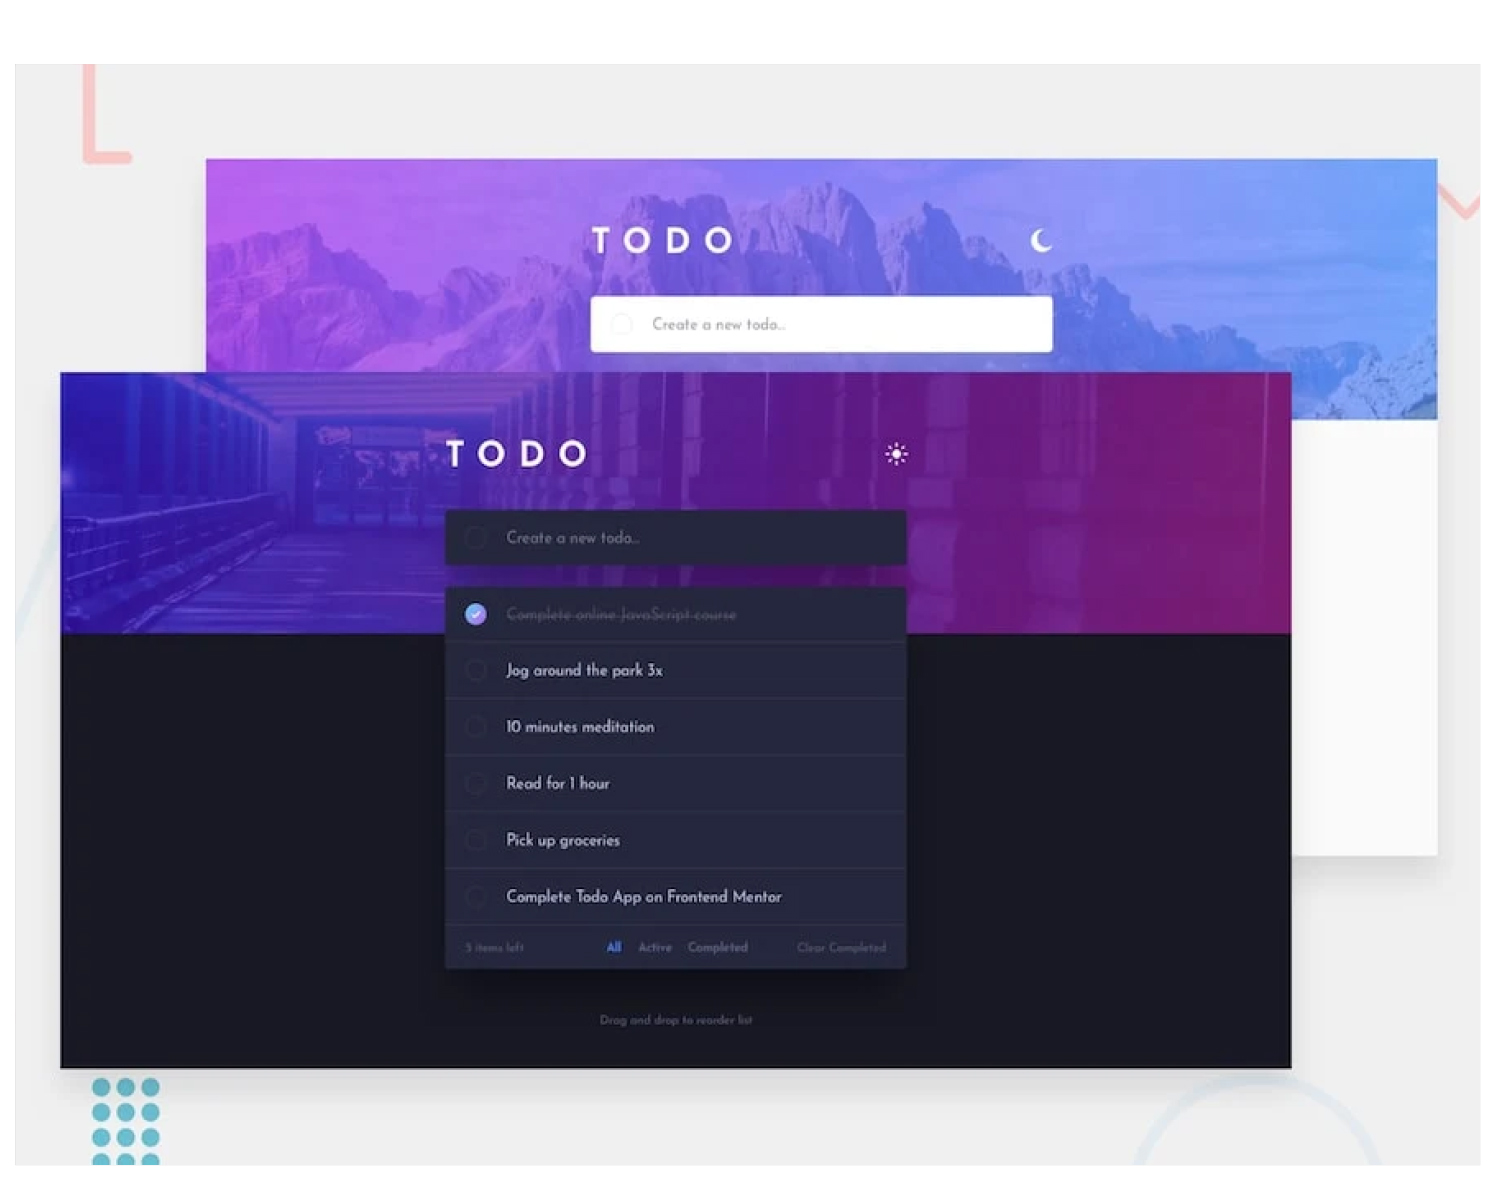 TODO
Create a new todo..
TODO
Create a new todo..
Complete online JavaScript course
Jog around the park 3x
10 minutes meditation
Read for 1 hour
Pick up groceries
Complete Todo App on Frontend Mentor
5 items left
All Active Completed
Clear Completed
Drag and drop to reorder list